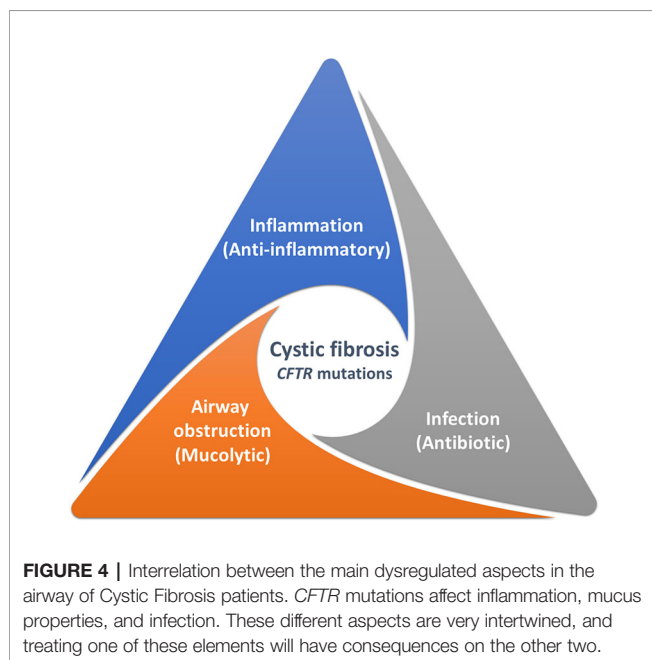 Inflammation
(Anti-inflammatory)
Cystic fibrosis
CFTR mutations
Airway
obstruction
(Mucolytic)
Infection
(Antibiotic)
FIGURE 4 | Interrelation between the main dysregulated aspects in the
airway of Cystic Fibrosis patients. CFTR mutations affect inflammation, mucus
properties, and infection. These different aspects are very intertwined, and
treating one of these elements will have consequences on the other two.